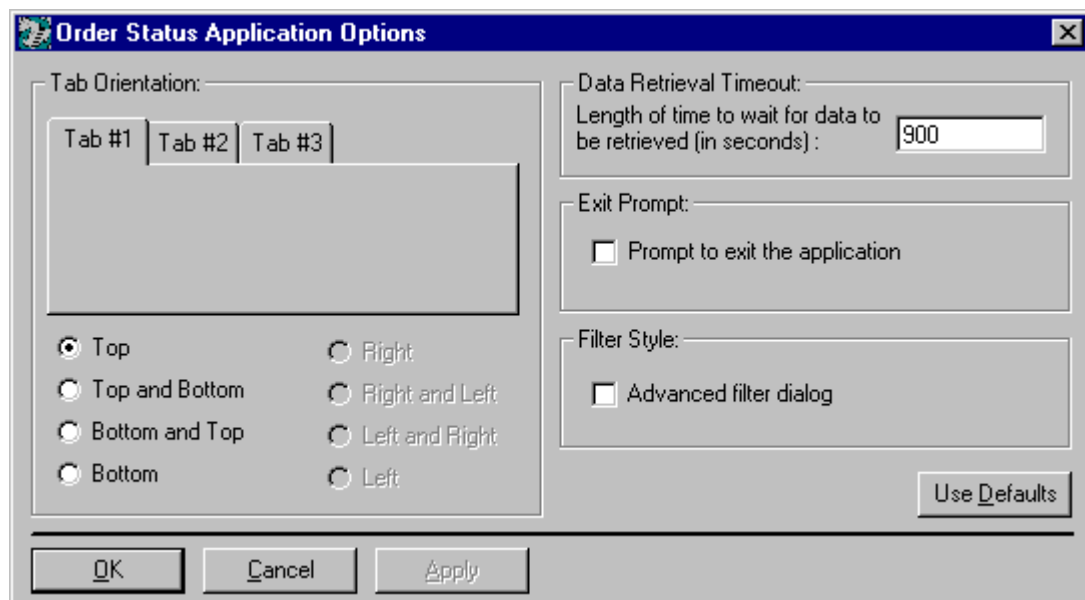 Order Status Application Options
Tab Orientation:
Tab #1
Tab #2
Tab #3
Top
Top and Bottom
Bottom and Top
Bottom
Right
Right and Left
Left and Right
Left
Data Retrieval Timeout:
Length of time to wait for data to
be retrieved (in seconds) :
900
Exit Prompt:
Prompt to exit the application
Filter Style:
Advanced filter dialog
Use Defaults
OK
Cancel
Apply